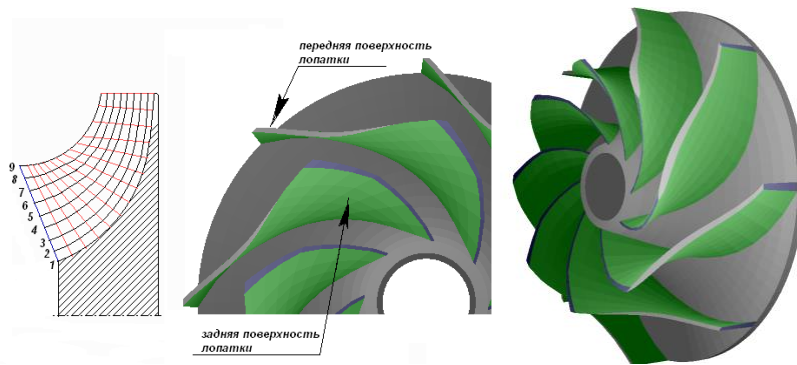 передняя поверхность
лопатки
9
8
7
6
5
4
3
2
1
задняя поверхность
лопатки